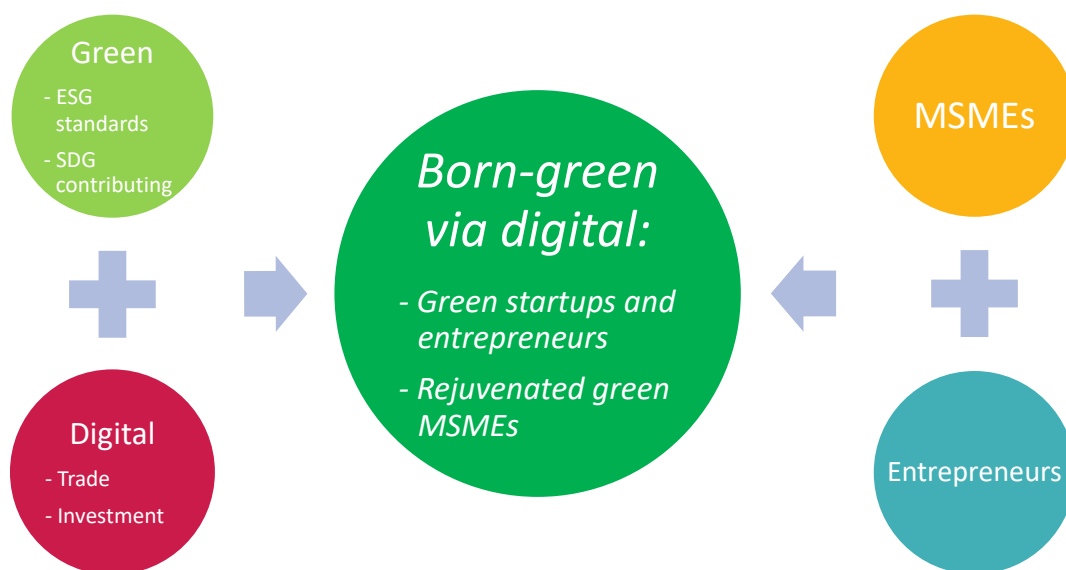 Green
- ESG
standards
- SDG
contributing
Digital
- Trade
- Investment
Born-green
via digital:
- Green startups and
entrepreneurs
- Rejuvenated green
MSMEs
MSMEs
Entrepreneurs